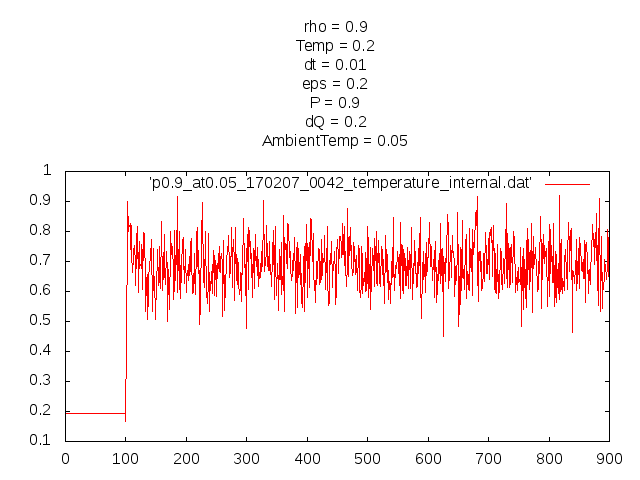 rho = 0.9
Temp = 0.2
dt = 0.01
eps = 0.2
P = 0.9
dQ = 0.2
AmbientTemp = 0.05
1
'p0.9_at0.05_170207_0042_temperature_internal.dat'
0.9
0.8
0.7
0.6
0.5
0.4
0.3
0.2
0.1
0 100 200 300 400 500 600 700 800 900